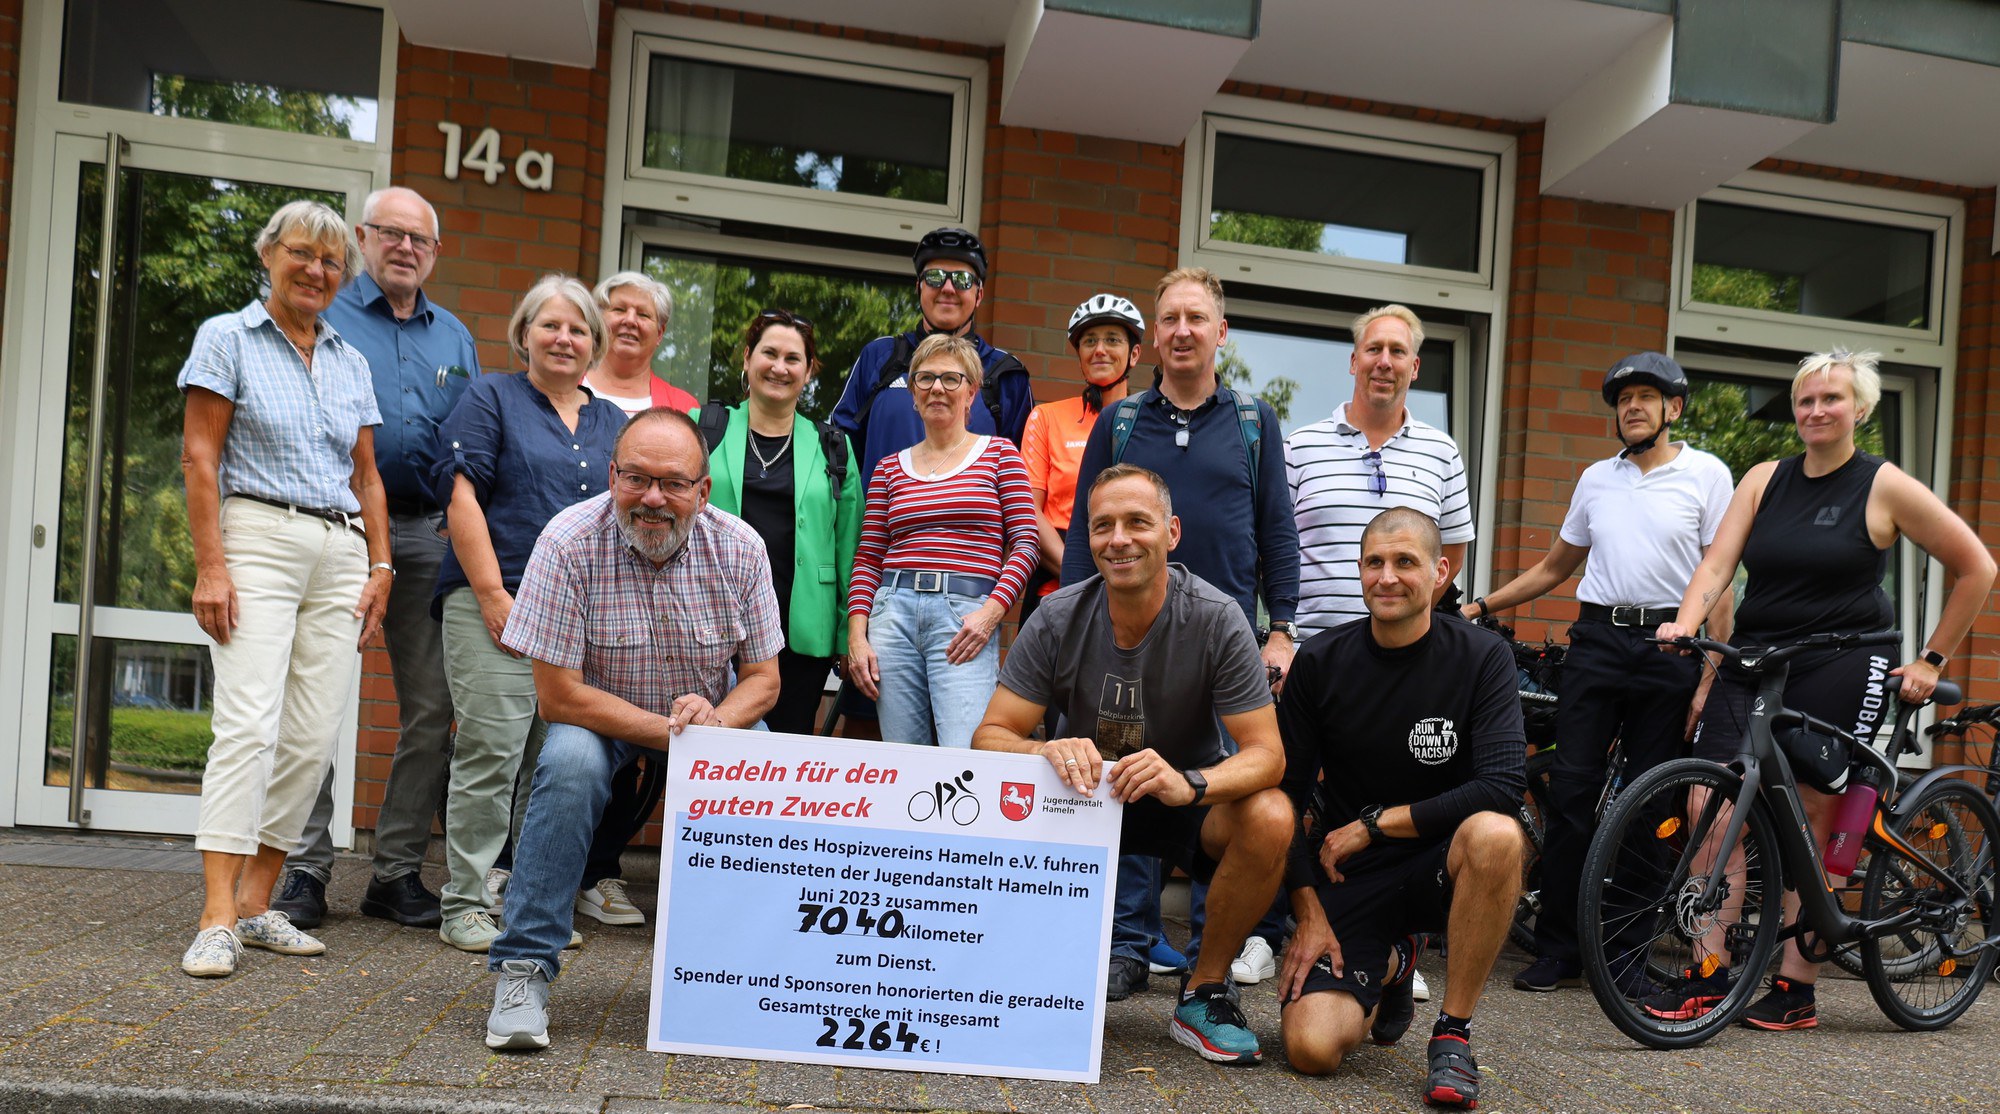 14a
Radeln für den
guten Zweck
Jugendanstalt
Hameln
Zugunsten des Hospizvereins Hameln e.V. fuhren
die Bediensteten der Jugendanstalt Hameln im
Juni 2023 zusammen
7040 Kilometer
zum Dienst.
Spender und Sponsoren honorierten die geradelte
Gesamtstrecke mit insgesamt
2264 € !
11
bolzplatzkind
RUN
DOWN
RACISM
HANDBA